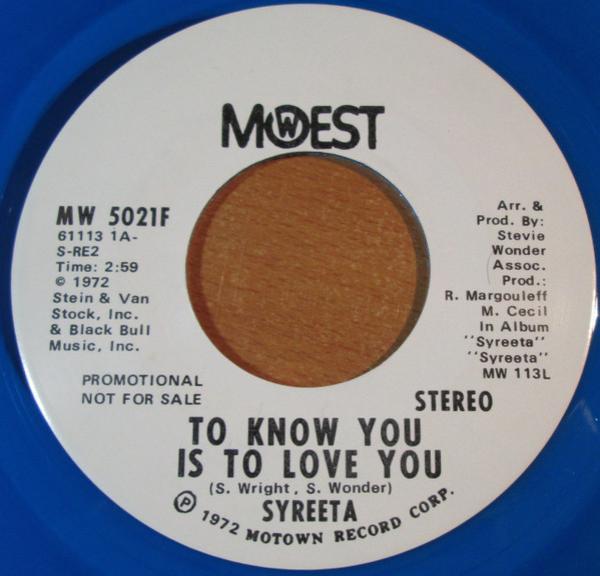 MOWEST
MW 5021F
61113 1A-
S-RE2
Time: 2:59
© 1972
Stein & Van
Stock, Inc.
& Black Bull
Music, Inc.
PROMOTIONAL
NOT FOR SALE
Arr. &
Prod. By:
Stevie
Wonder
Assoc.
Prod.:
R. Margouleff
M. Cecil
In Album
"Syreeta"
"Syreeta"
MW 113L
STEREO
TO KNOW YOU
IS TO LOVE YOU
(S. Wright, S. Wonder)
SYREETA
℗ 1972 MOTOWN RECORD CORP.